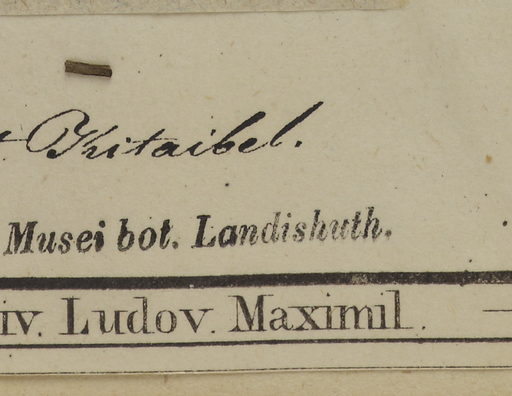 t Kitaibel.
Musei bot. Landishuth.
iv. Ludov. Maximil.